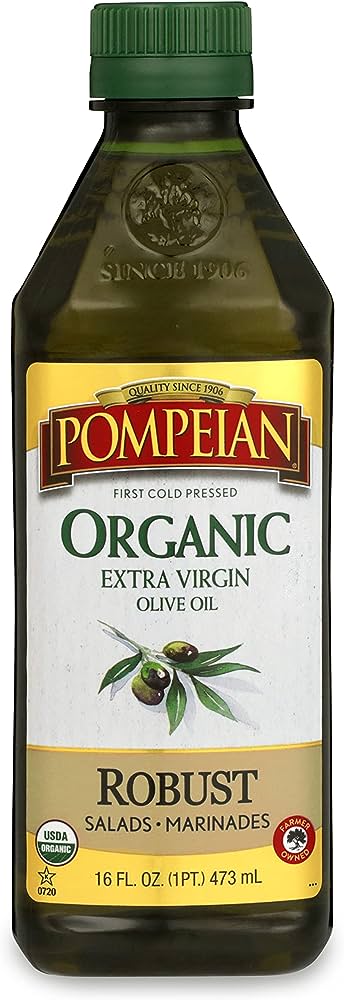 SINCE 1906
QUALITY SINCE 1906
POMPEIAN®
FIRST COLD PRESSED
ORGANIC
EXTRA VIRGIN
OLIVE OIL
ROBUST
SALADS • MARINADES
USDA
ORGANIC
FARMER
OWNED
K
0720
16 FL. OZ. (1PT.) 473 mL